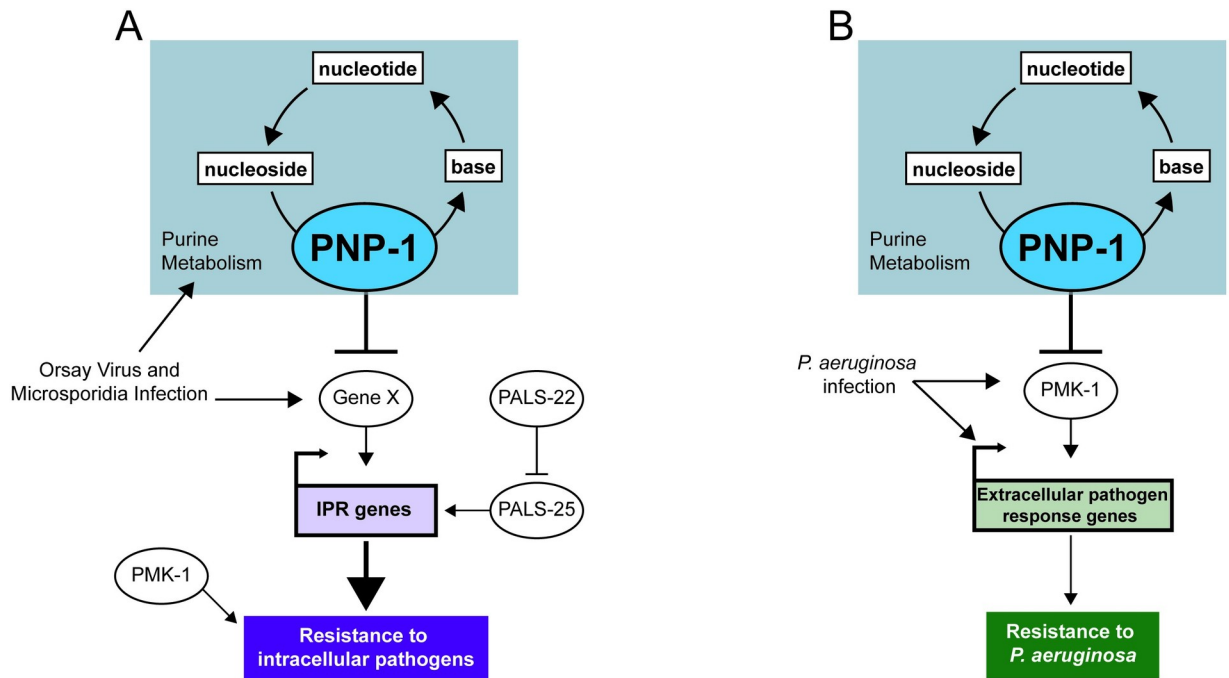 A
nucleotide
nucleoside
base
PNP-1
Purine
Metabolism
Orsay Virus and
Microsporidia Infection
Gene X
PALS-22
IPR genes
PALS-25
PMK-1
Resistance to
intracellular pathogens
B
nucleotide
nucleoside
base
PNP-1
Purine
Metabolism
P. aeruginosa
infection
PMK-1
Extracellular pathogen
response genes
Resistance to
P. aeruginosa